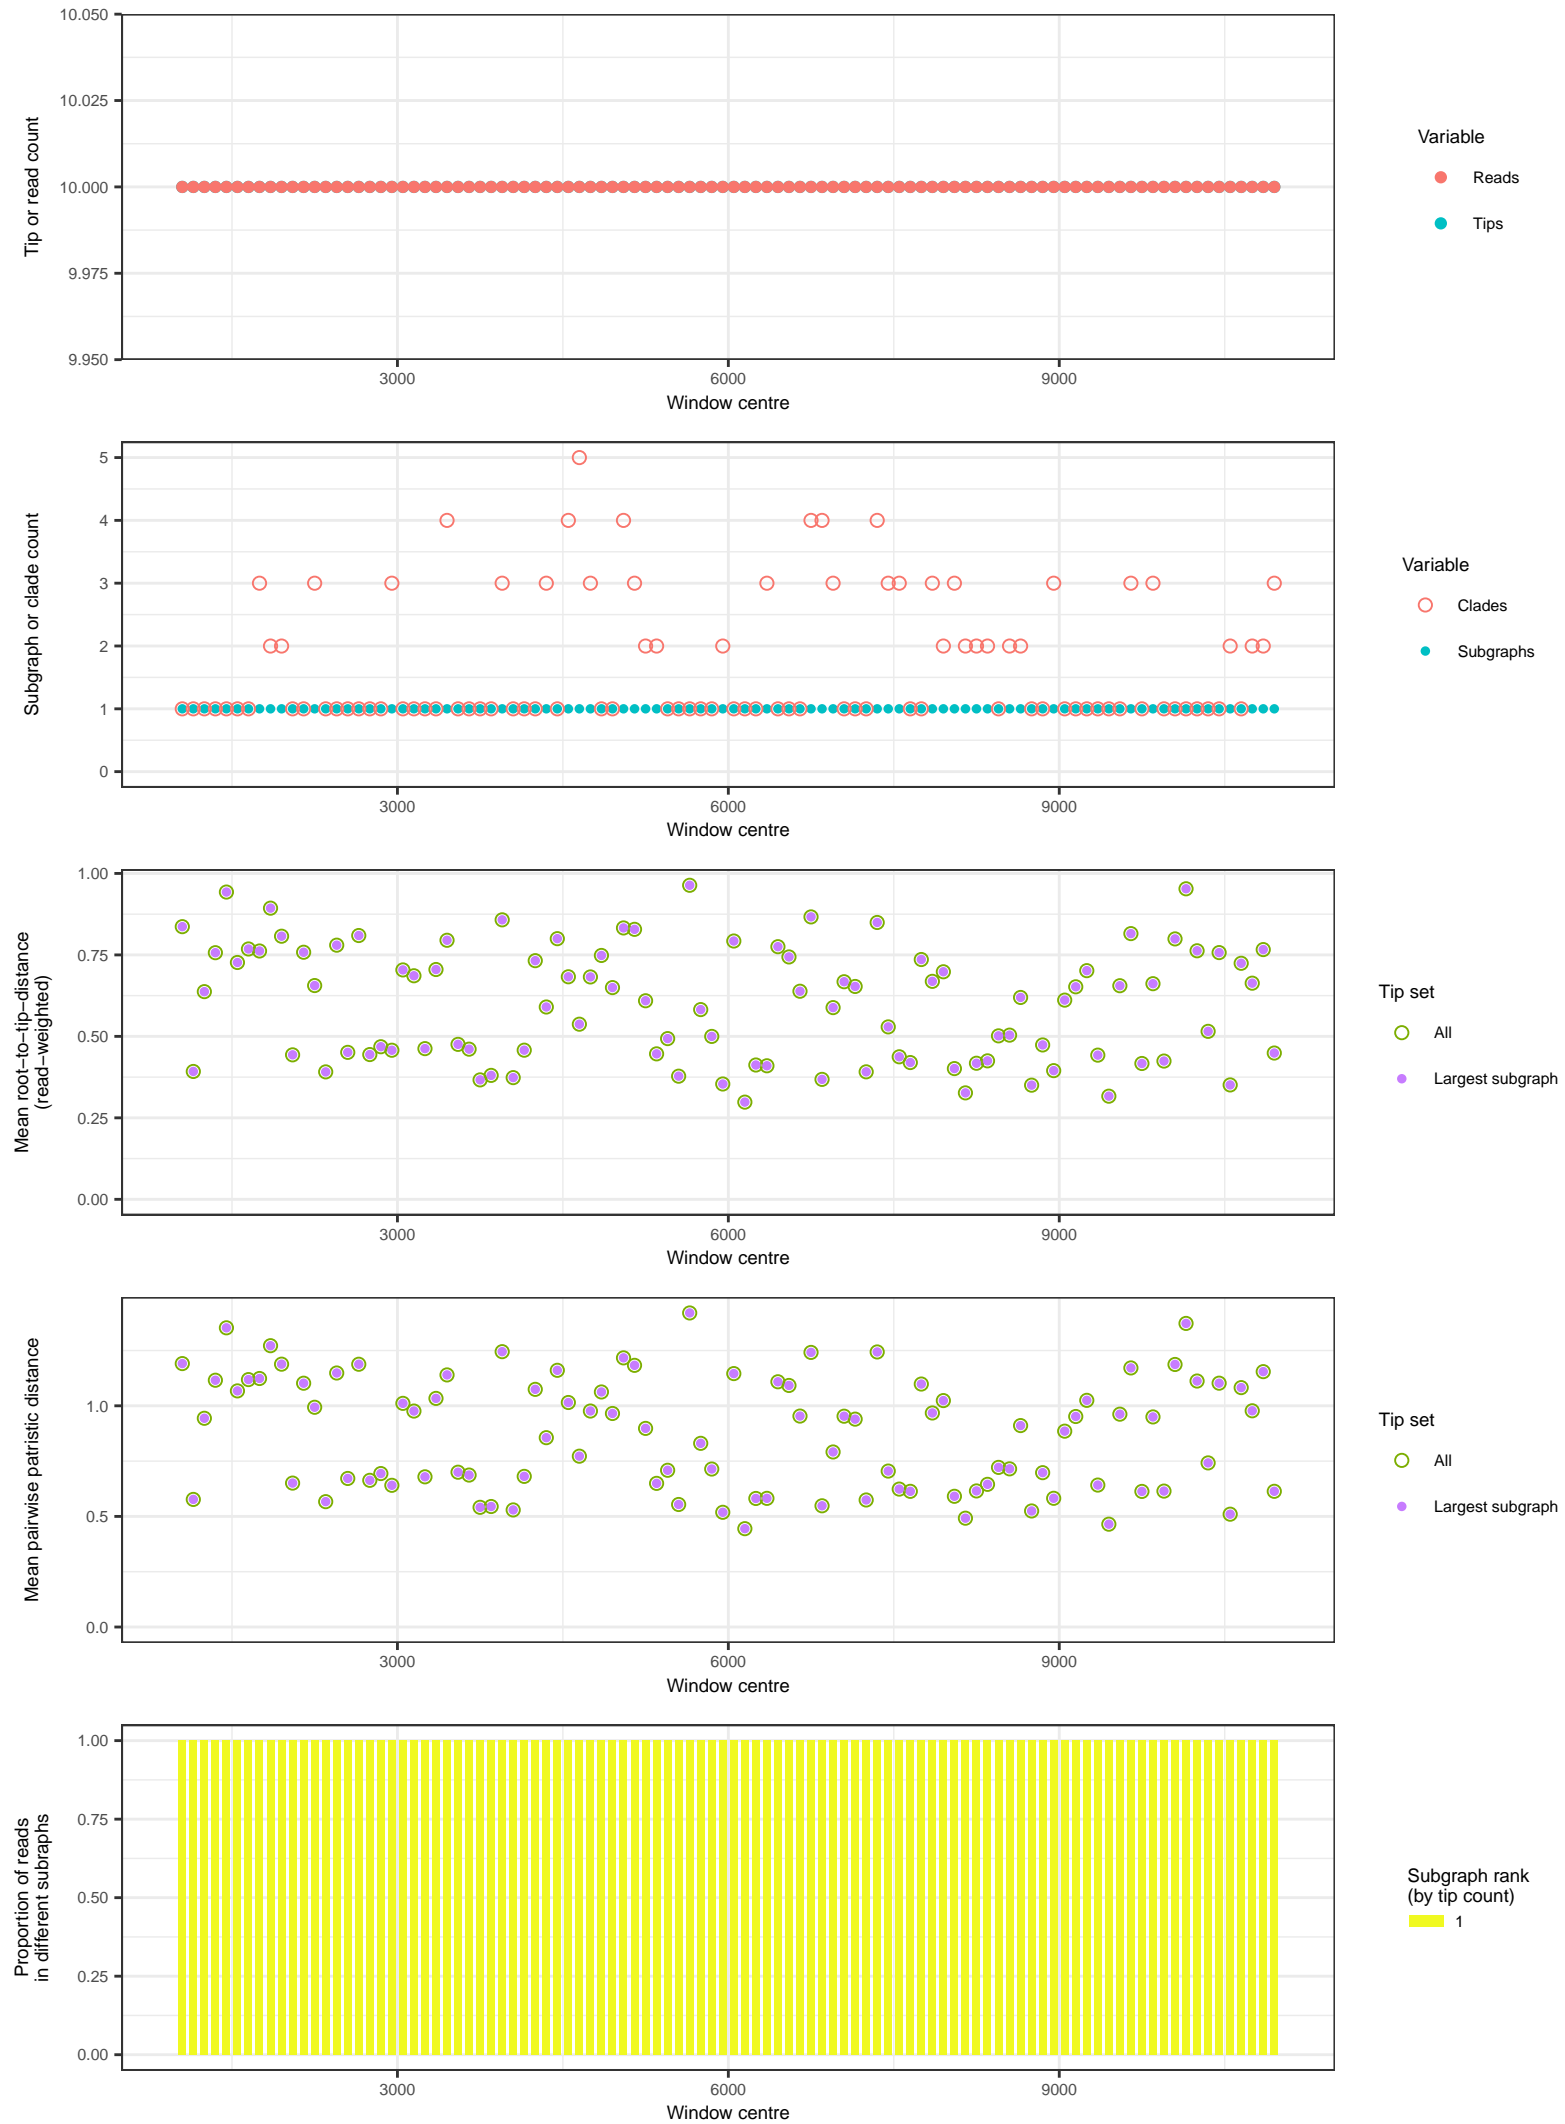 10.050
10.025
10.000
9.975
9.950
Tip or read count
3000
6000
9000
Window centre
Variable
Reads
Tips
5
4
3
2
1
0
Subgraph or clade count
3000
6000
9000
Window centre
Variable
Clades
Subgraphs
1.00
0.75
0.50
0.25
0.00
Mean root−to−tip−distance
(read−weighted)
3000
6000
9000
Window centre
Tip set
All
Largest subgraph
1.0
0.5
0.0
Mean pairwise patristic distance
3000
6000
9000
Window centre
Tip set
All
Largest subgraph
1.00
0.75
0.50
0.25
0.00
Proportion of reads
in different subraphs
3000
6000
9000
Window centre
Subgraph rank
(by tip count)
1